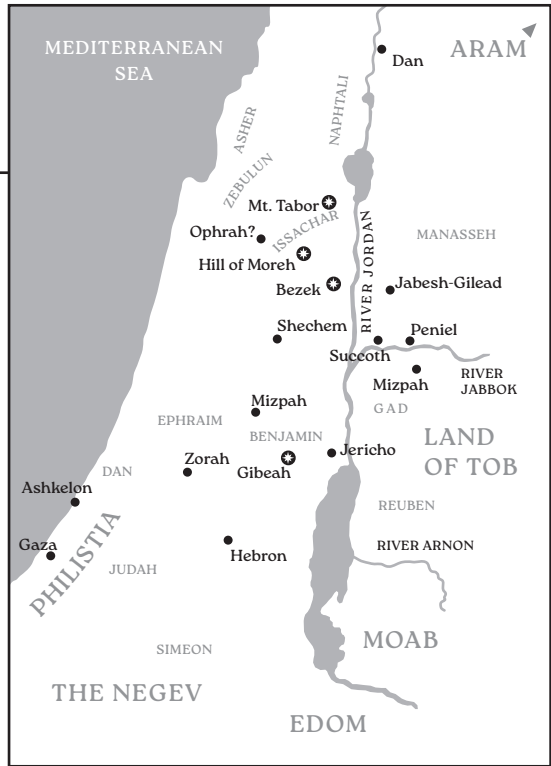 MEDITERRANEAN
SEA
ARAM
Dan
NAPHTALI
ASHER
ZEBULUN
Mt. Tabor
ISSACHAR
Ophrah?
MANASSEH
Hill of Moreh
RIVER JORDAN
Bezek
Jabesh-Gilead
Shechem
Peniel
Succoth
Mizpah
RIVER
JABBOK
Mizpah
GAD
EPHRAIM
BENJAMIN
LAND
OF TOB
Jericho
Zorah
Gibeah
DAN
Ashkelon
REUBEN
Gaza
PHILISTIA
Hebron
RIVER ARNON
JUDAH
MOAB
SIMEON
THE NEGEV
EDOM